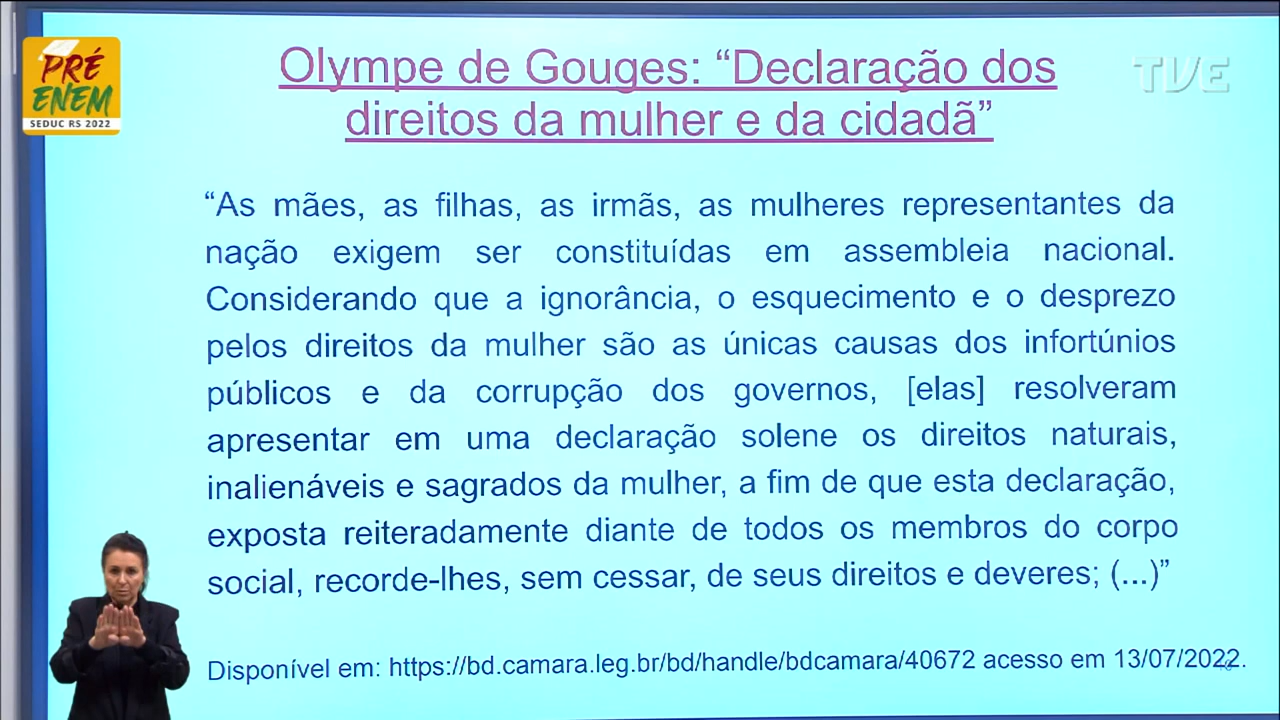 PRÉ
ENEM
SEDUC RS 2022
TVE
Olympe de Gouges: “Declaração dos
direitos da mulher e da cidadã”
“As mães, as filhas, as irmãs, as mulheres representantes da
nação exigem ser constituídas em assembleia nacional.
Considerando que a ignorância, o esquecimento e o desprezo
pelos direitos da mulher são as únicas causas dos infortúnios
públicos e da corrupção dos governos, [elas] resolveram
apresentar em uma declaração solene os direitos naturais,
inalienáveis e sagrados da mulher, a fim de que esta declaração,
exposta reiteradamente diante de todos os membros do corpo
social, recorde-lhes, sem cessar, de seus direitos e deveres; (...)”
Disponível em: https://bd.camara.leg.br/bd/handle/bdcamara/40672 acesso em 13/07/2022.